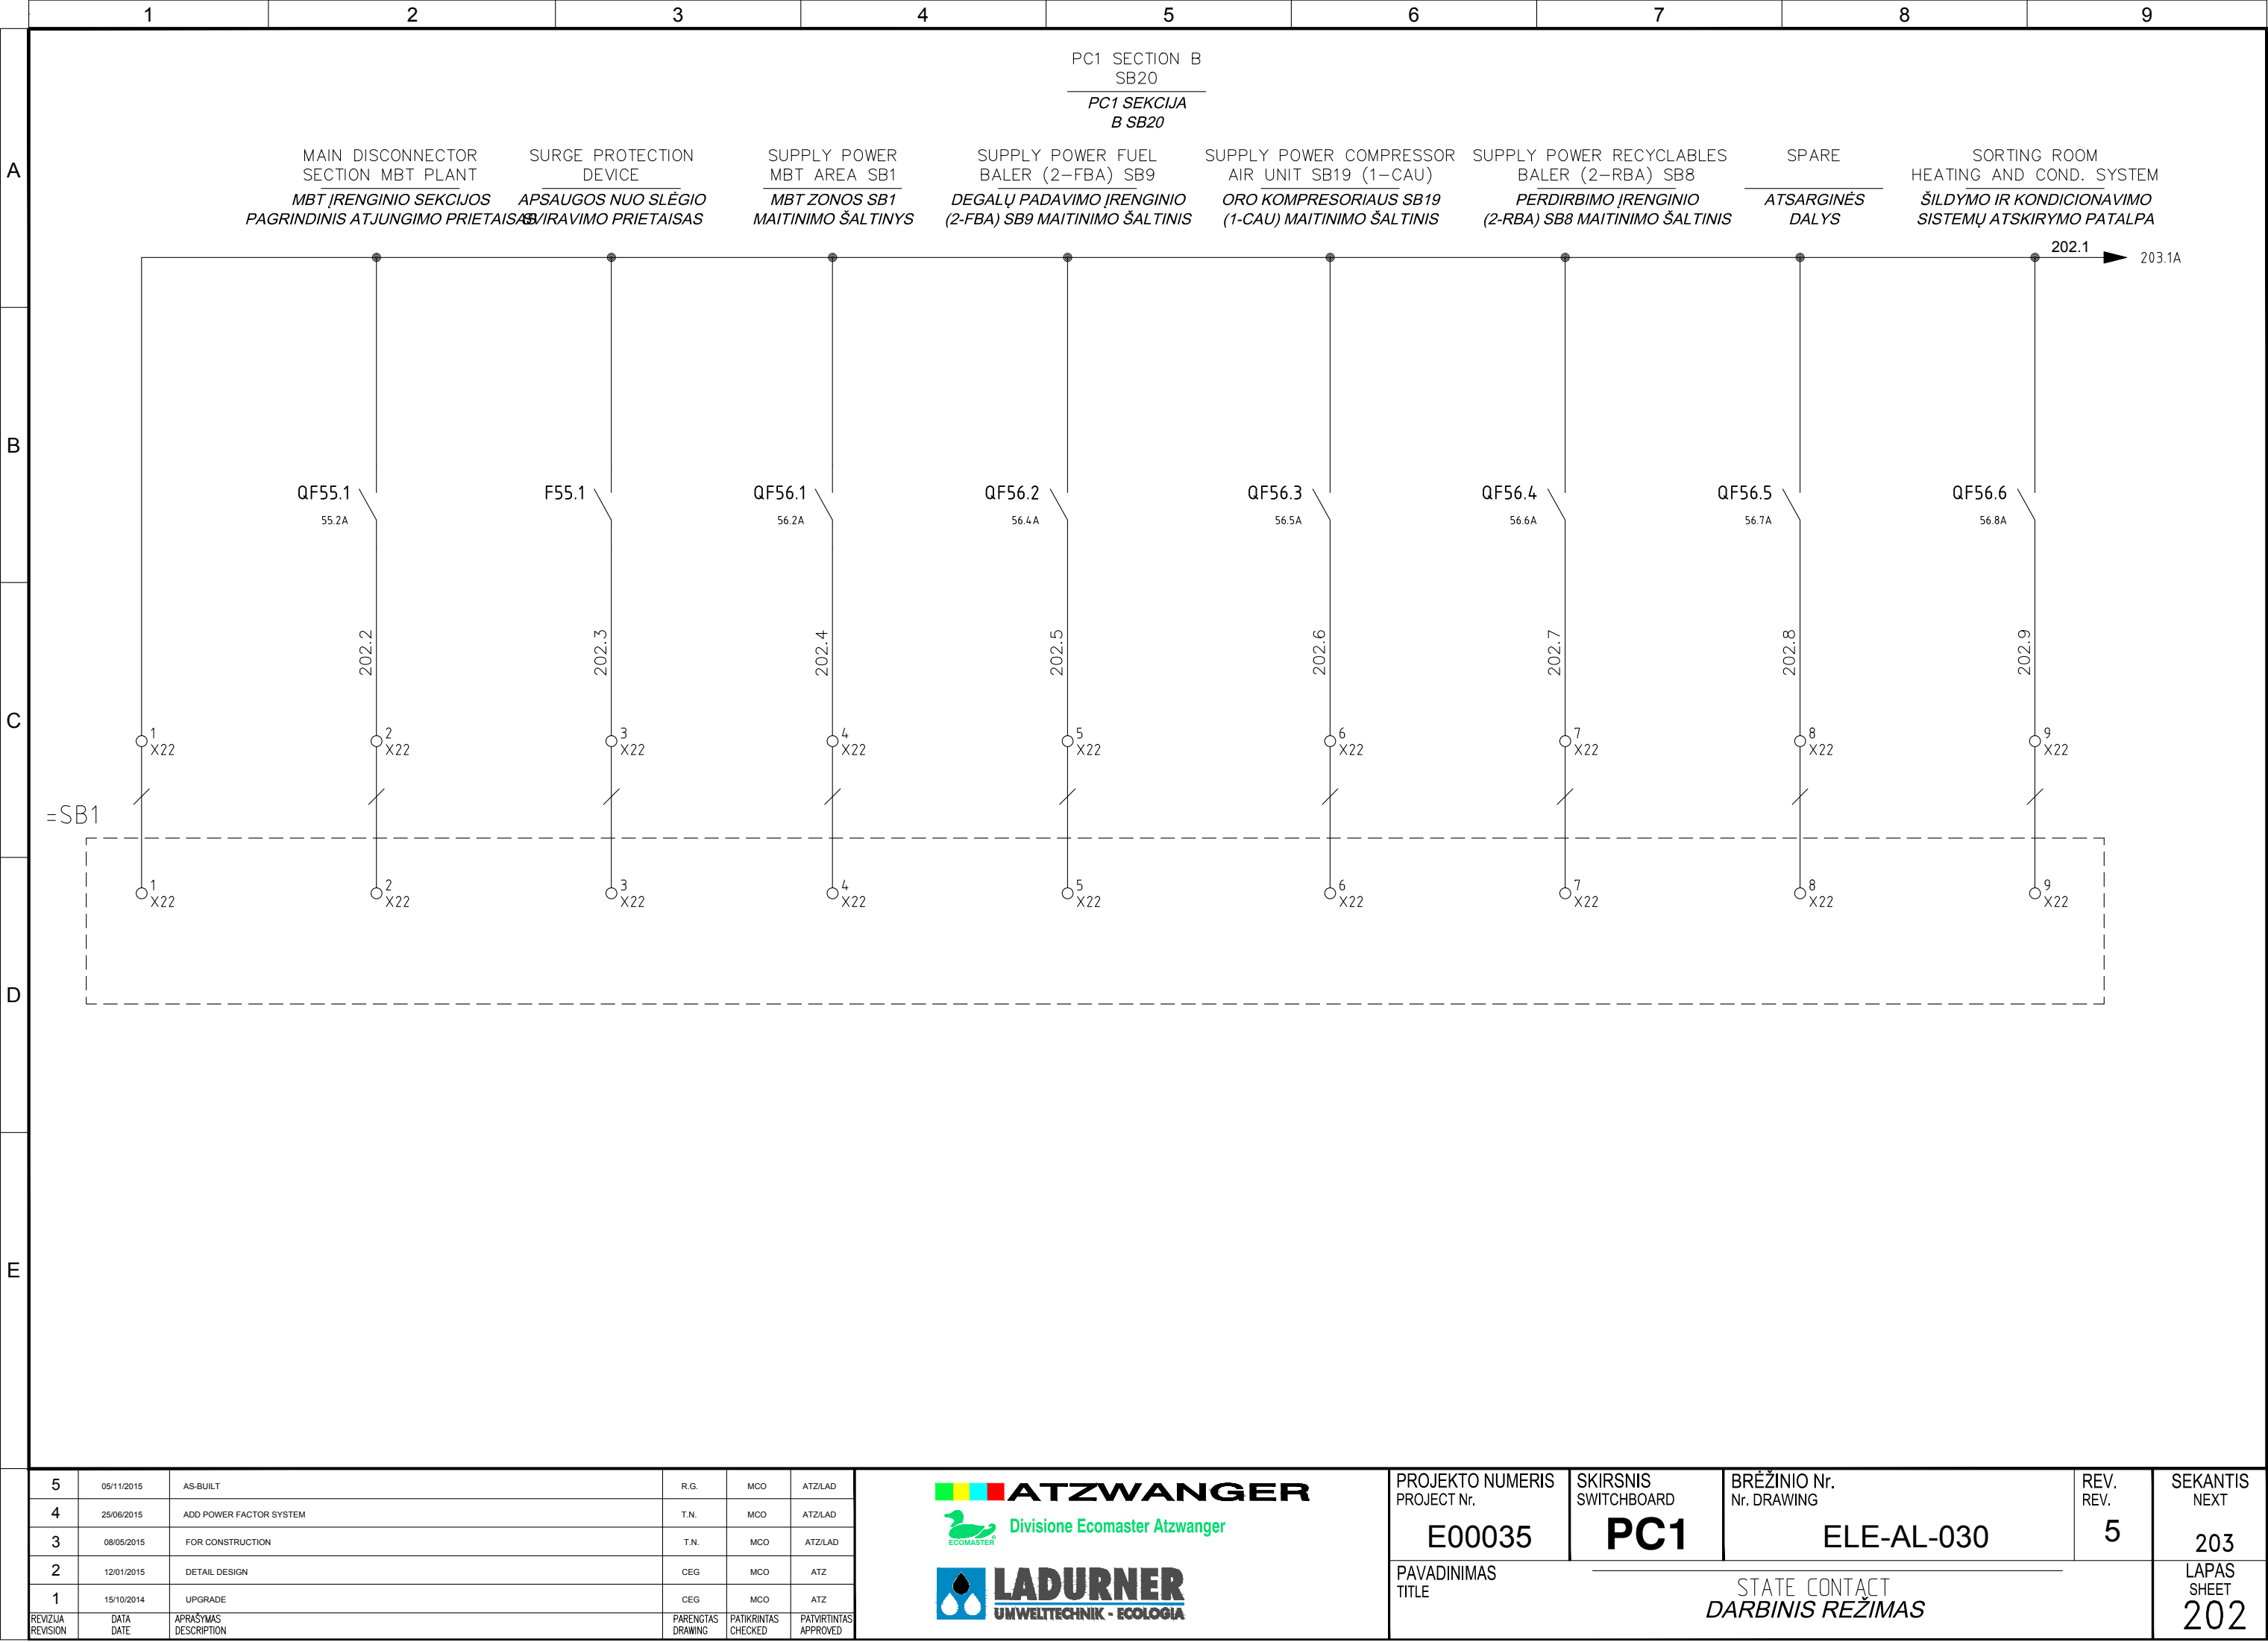 1 2 3 4 5 6 7 8 9
PC1 SECTION B
SB20
PC1 SEKCIJA
B SB20
A
MAIN DISCONNECTOR
SECTION MBT PLANT
MBT ĮRENGINIO SEKCIJOS
PAGRINDINIS ATJUNGIMO PRIETAISAS
SURGE PROTECTION
DEVICE
APSAUGOS NUO SLĖGIO
SVIRAVIMO PRIETAISAS
SUPPLY POWER
MBT AREA SB1
MBT ZONOS SB1
MAITINIMO ŠALTINYS
SUPPLY POWER FUEL
BALER (2-FBA) SB9
DEGALŲ PADAVIMO ĮRENGINIO
(2-FBA) SB9 MAITINIMO ŠALTINIS
SUPPLY POWER COMPRESSOR
AIR UNIT SB19 (1-CAU)
ORO KOMPRESORIAUS SB19
(1-CAU) MAITINIMO ŠALTINIS
SUPPLY POWER RECYCLABLES
BALER (2-RBA) SB8
PERDIRBIMO ĮRENGINIO
(2-RBA) SB8 MAITINIMO ŠALTINIS
SPARE
ATSARGINĖS
DALYS
SORTING ROOM
HEATING AND COND. SYSTEM
ŠILDYMO IR KONDICIONAVIMO
SISTEMŲ ATSKIRYMO PATALPA
202.1
203.1A
B
QF55.1
55.2A
F55.1
QF56.1
56.2A
QF56.2
56.4A
QF56.3
56.5A
QF56.4
56.6A
QF56.5
56.7A
QF56.6
56.8A
202.2
202.3
202.4
202.5
202.6
202.7
202.8
202.9
C
1
X22
2
X22
3
X22
4
X22
5
X22
6
X22
7
X22
8
X22
9
X22
=SB1
1
X22
2
X22
3
X22
4
X22
5
X22
6
X22
7
X22
8
X22
9
X22
D
E
5 05/11/2015 AS-BUILT R.G. MCO ATZ/LAD
4 25/06/2015 ADD POWER FACTOR SYSTEM T.N. MCO ATZ/LAD
3 08/05/2015 FOR CONSTRUCTION T.N. MCO ATZ/LAD
2 12/01/2015 DETAIL DESIGN CEG MCO ATZ
1 15/10/2014 UPGRADE CEG MCO ATZ
REVIZIJA DATA APRAŠYMAS PARENGTAS PATIKRINTAS PATVIRTINTAS
REVISION DATE DESCRIPTION DRAWING CHECKED APPROVED
ATZWANGER
Divisione Ecomaster Atzwanger
ECOMASTER
LADURNER
UMWELTTECHNIK - ECOLOGIA
PROJEKTO NUMERIS
PROJECT Nr.
E00035
SKIRSNIS
SWITCHBOARD
PC1
BRĖŽINIO Nr.
Nr. DRAWING
ELE-AL-030
REV.
REV.
5
SEKANTIS
NEXT
203
PAVADINIMAS
TITLE
STATE CONTACT
DARBINIS REŽIMAS
LAPAS
SHEET
202